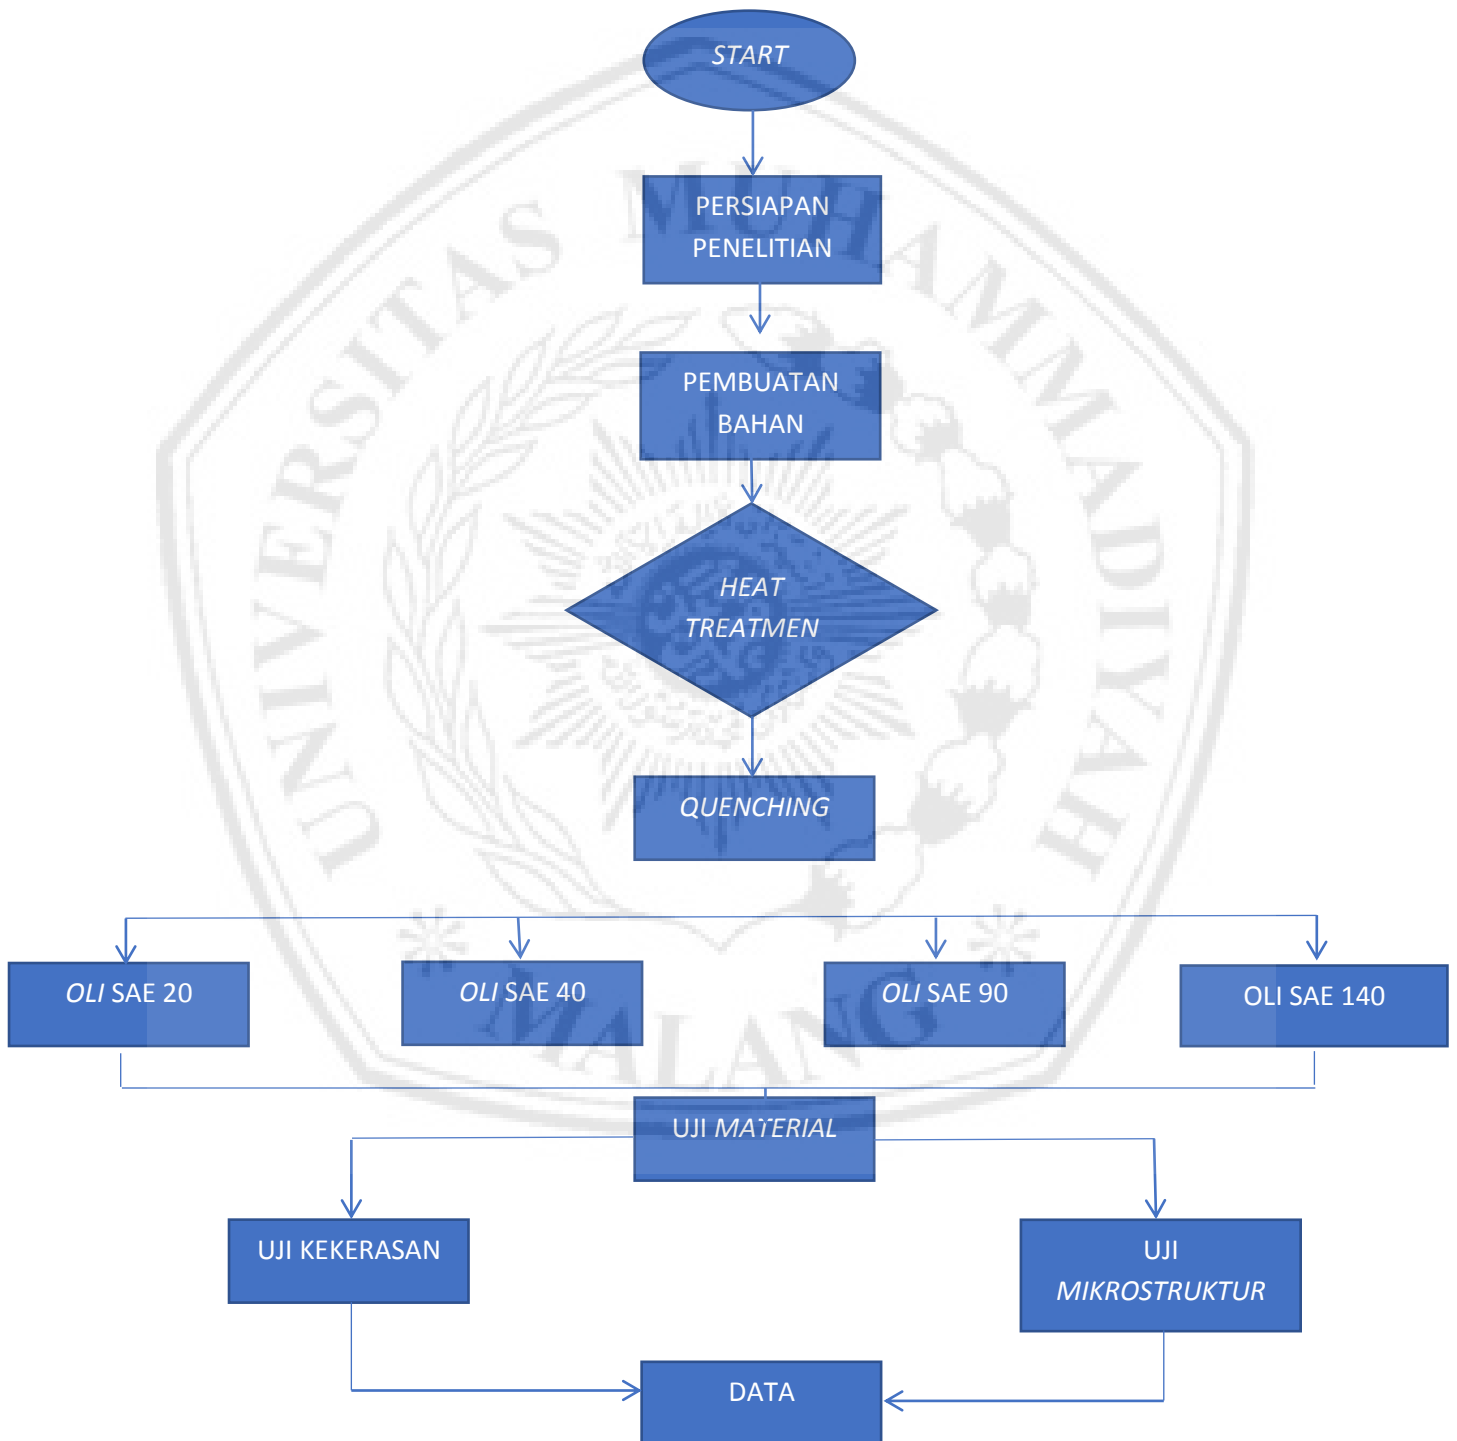 START
PERSIAPAN
PENELITIAN
PEMBUATAN
BAHAN
HEAT
TREATMEN
QUENCHING
OLI SAE 20
OLI SAE 40
OLI SAE 90
OLI SAE 140
UJI MATERIAL
UJI KEKERASAN
UJI
MIKROSTRUKTUR
DATA
UNIVERSITAS MUHAMMADIYAH
MALANG